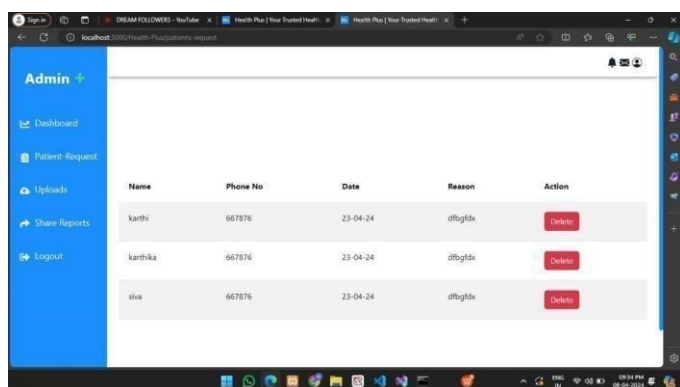 Sign in
DREAM FOLLOWERS - YouTube
Health Plus | Your Trusted Health
Health Plus | Your Trusted Health
localhost:3000/Health-Plus/patients-request
Admin +
Dashboard
Patient-Request
Uploads
Share Reports
Logout
Name Phone No Date Reason Action
karthi 667876 23-04-24 dfbgfdx Delete
karthika 667876 23-04-24 dfbgfdx Delete
siva 667876 23-04-24 dfbgfdx Delete
ENG
IN
09:34 PM
08-04-2024